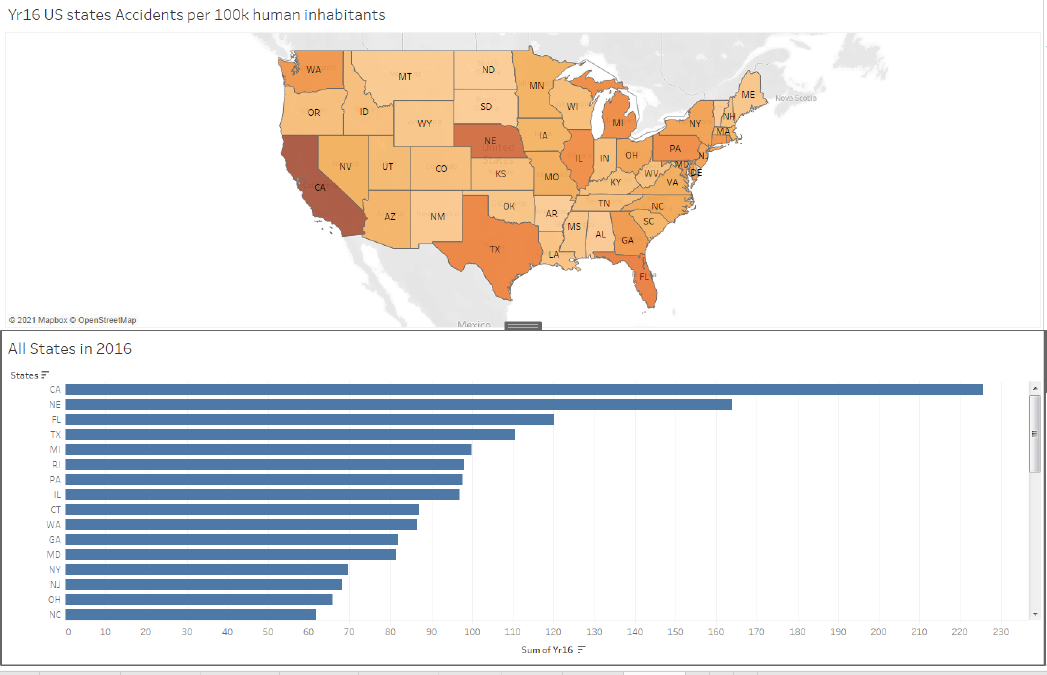 Yr16 US states Accidents per 100k human inhabitants
WA MT ND MN ME
OR ID SD WI MI NY NH MA
WY NE IA
NV UT CO KS MO IL IN OH PA NJ
MD DE
WV VA
KY
CA AZ NM OK AR TN NC
SC
TX LA MS AL GA
FL
Nova Scotia
United States
Mexico
© 2021 Mapbox © OpenStreetMap
All States in 2016
States
CA
NE
FL
TX
MI
RI
PA
IL
CT
WA
GA
MD
NY
NJ
OH
NC
0 10 20 30 40 50 60 70 80 90 100 110 120 130 140 150 160 170 180 190 200 210 220 230
Sum of Yr16